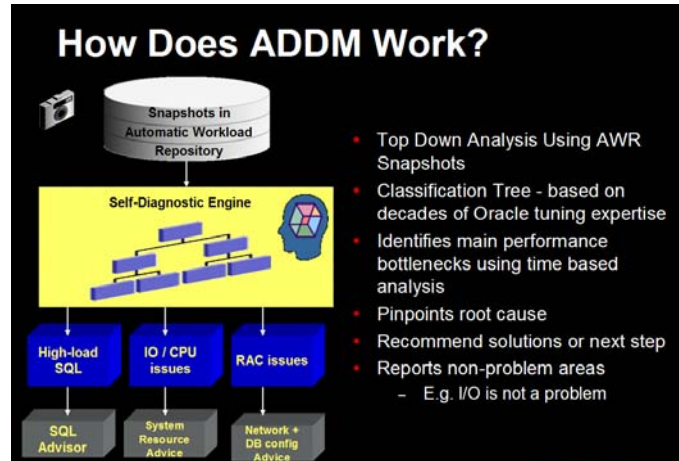 How Does ADDM Work?
Snapshots in
Automatic Workload
Repository
Self-Diagnostic Engine
High-load
SQL
IO / CPU
issues
RAC issues
SQL
Advisor
System
Resource
Advice
Network +
DB config
Advice
• Top Down Analysis Using AWR
Snapshots
• Classification Tree - based on
decades of Oracle tuning expertise
• Identifies main performance
bottlenecks using time based
analysis
• Pinpoints root cause
• Recommend solutions or next step
• Reports non-problem areas
– E.g. I/O is not a problem